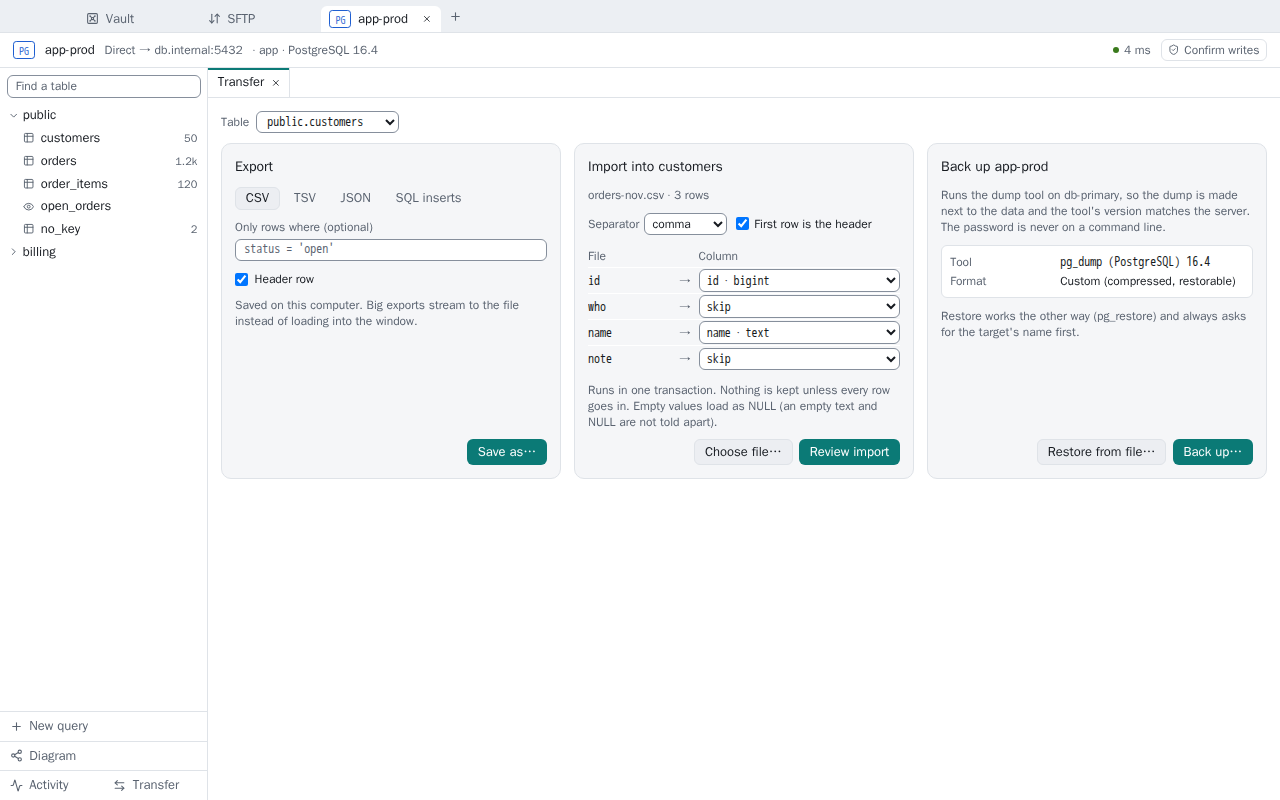 Vault
SFTP
PG app-prod × +
PG app-prod Direct → db.internal:5432 · app · PostgreSQL 16.4
4 ms Confirm writes
Find a table
public
customers 50
orders 1.2k
order_items 120
open_orders
no_key 2
billing
New query
Diagram
Activity Transfer
Transfer ×
Table public.customers
Export
CSV TSV JSON SQL inserts
Only rows where (optional)
status = 'open'
Header row
Saved on this computer. Big exports stream to the file
instead of loading into the window.
Save as···
Import into customers
orders-nov.csv · 3 rows
Separator comma First row is the header
File Column
id → id · bigint
who → skip
name → name · text
note → skip
Runs in one transaction. Nothing is kept unless every row
goes in. Empty values load as NULL (an empty text and
NULL are not told apart).
Choose file··· Review import
Back up app-prod
Runs the dump tool on db-primary, so the dump is made
next to the data and the tool's version matches the server.
The password is never on a command line.
Tool pg_dump (PostgreSQL) 16.4
Format Custom (compressed, restorable)
Restore works the other way (pg_restore) and always asks
for the target's name first.
Restore from file··· Back up···